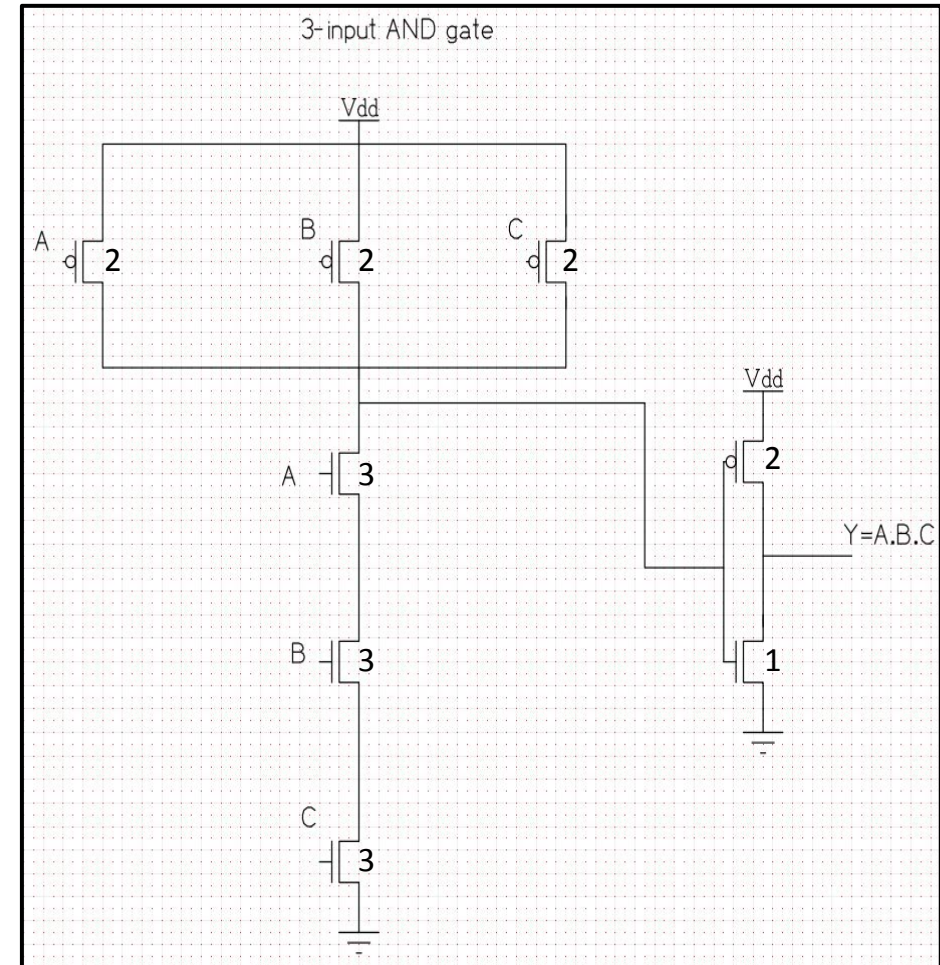 3-input AND gate
Vdd
A 2
B 2
C 2
Vdd
A 3
2
Y=A.B.C
B 3
1
C 3